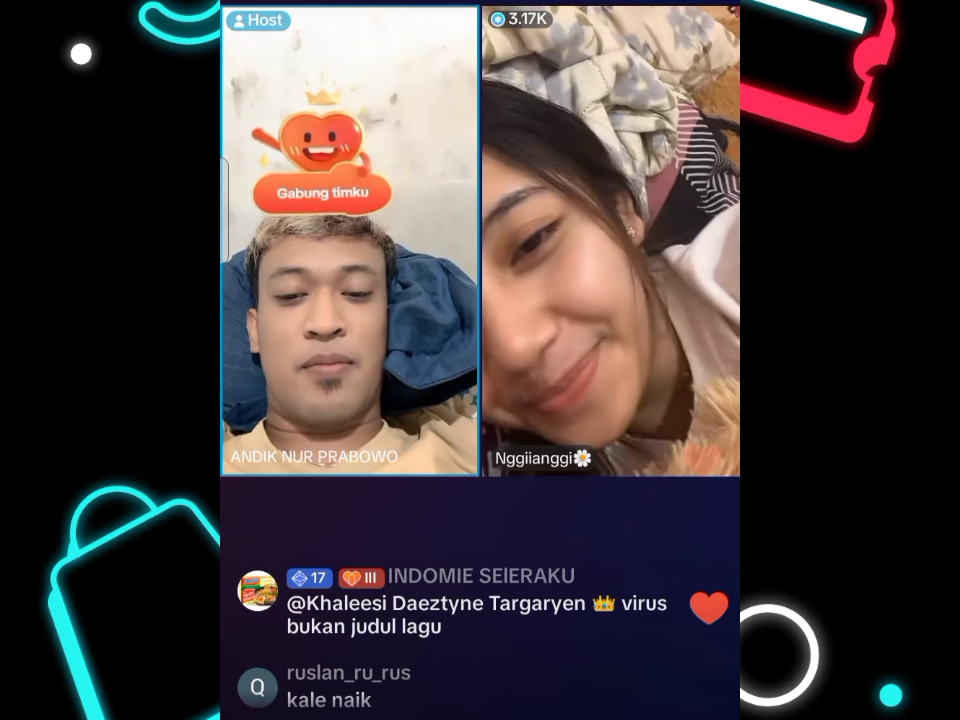 Host
3.17K
Gabung timku
ANDIK NUR PRABOWO
Nggiianggi🌼
17 III INDOMIE SElERAKU
@Khaleesi Daeztyne Targaryen 👑 virus
bukan judul lagu
Q
ruslan_ru_rus
kale naik